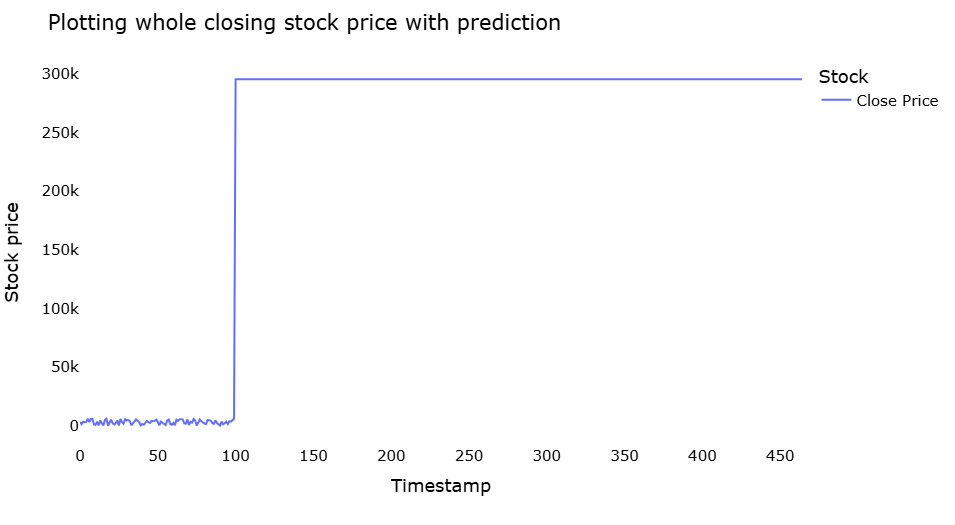 Plotting whole closing stock price with prediction
300k
250k
200k
150k
100k
50k
0
Stock price
0 50 100 150 200 250 300 350 400 450
Timestamp
Stock
Close Price